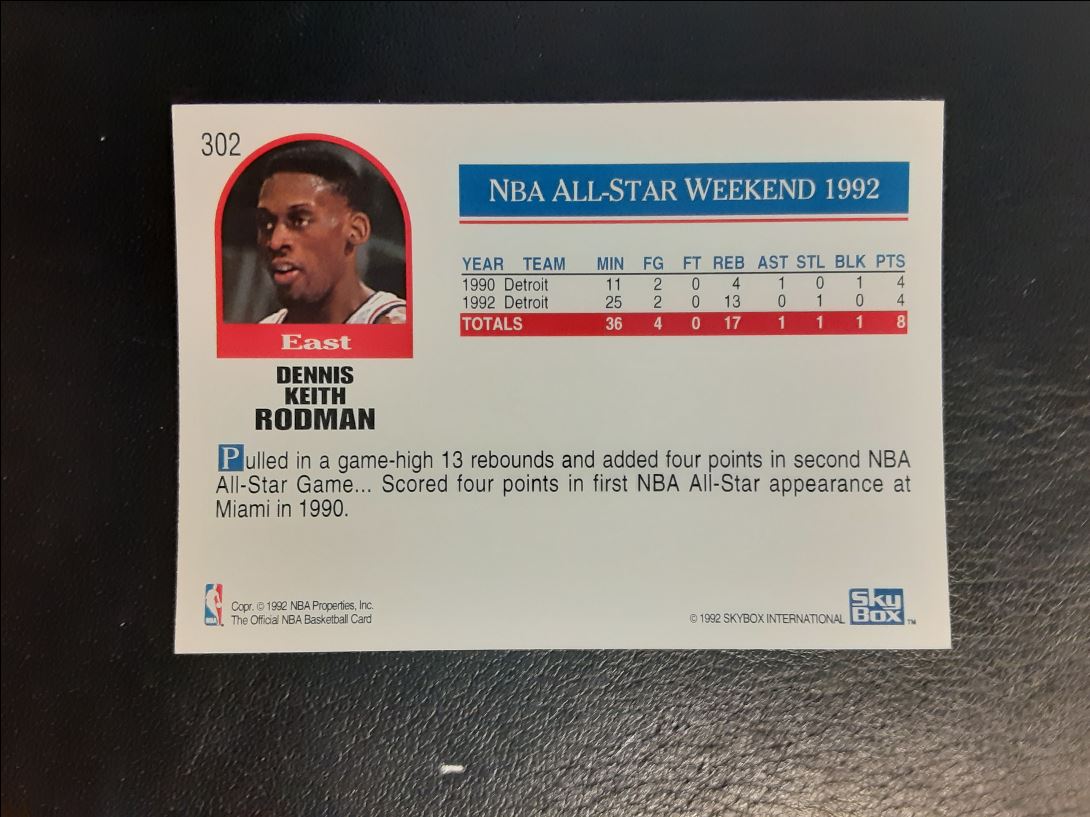 302
NBA ALL-STAR WEEKEND 1992
YEAR TEAM MIN FG FT REB AST STL BLK PTS
1990 Detroit 11 2 0 4 1 0 1 4
1992 Detroit 25 2 0 13 0 1 0 4
TOTALS 36 4 0 17 1 1 1 8
East
DENNIS
KEITH
RODMAN
Pulled in a game-high 13 rebounds and added four points in second NBA
All-Star Game... Scored four points in first NBA All-Star appearance at
Miami in 1990.
NBA
Copr. © 1992 NBA Properties, Inc.
The Official NBA Basketball Card
© 1992 SKYBOX INTERNATIONAL
Sky
Box™